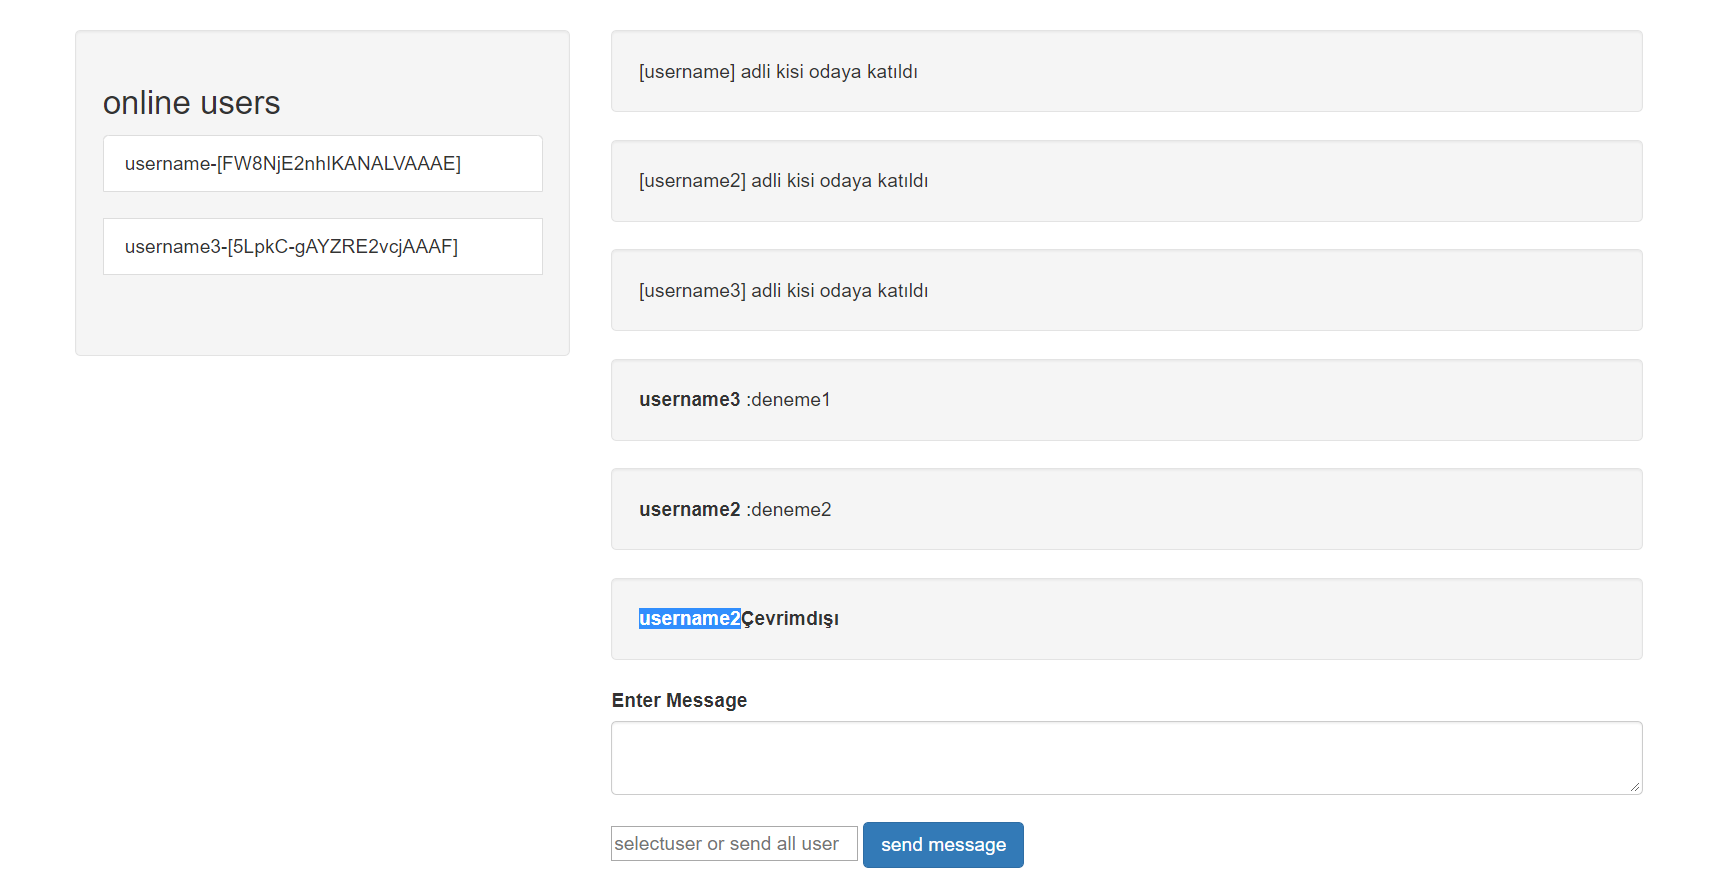 online users
username-[FW8NjE2nhIKANALVAAAE]
username3-[5LpkC-gAYZRE2vcjAAAF]
[username] adli kisi odaya katıldı
[username2] adli kisi odaya katıldı
[username3] adli kisi odaya katıldı
username3 :deneme1
username2 :deneme2
username2Çevrimdışı
Enter Message
selectuser or send all user
send message